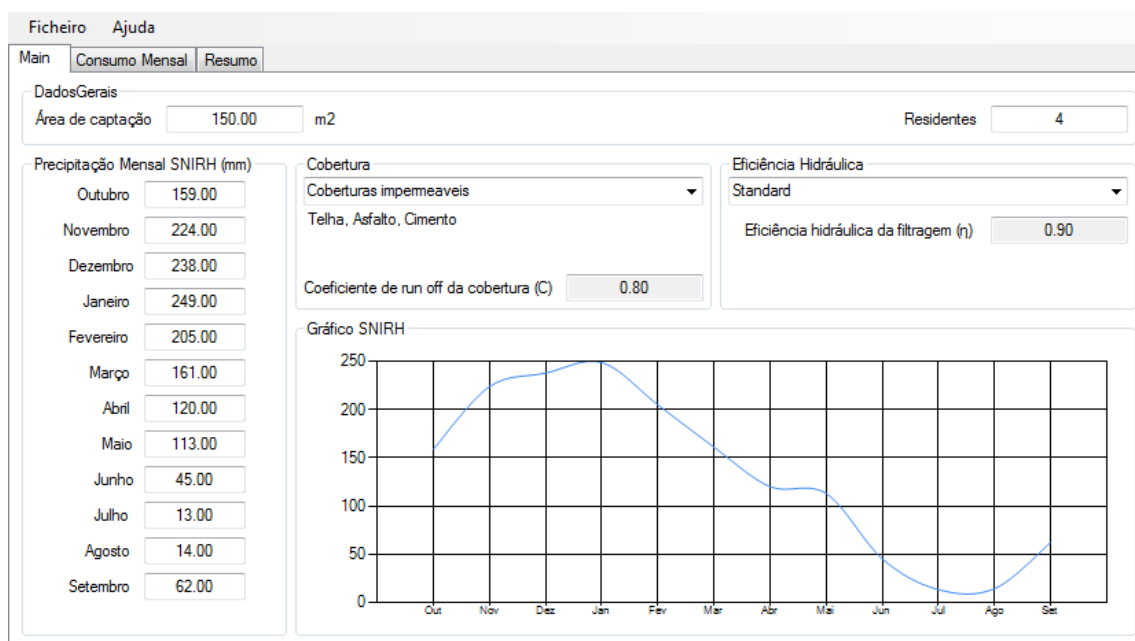 Ficheiro Ajuda
Main Consumo Mensal Resumo
DadosGerais
Área de captação 150.00 m2 Residentes 4
Precipitação Mensal SNIRH (mm)
Outubro 159.00
Novembro 224.00
Dezembro 238.00
Janeiro 249.00
Fevereiro 205.00
Março 161.00
Abril 120.00
Maio 113.00
Junho 45.00
Julho 13.00
Agosto 14.00
Setembro 62.00
Cobertura
Coberturas impermeaveis
Telha, Asfalto, Cimento
Coeficiente de run off da cobertura (C) 0.80
Eficiência Hidráulica
Standard
Eficiência hidráulica da filtragem (η) 0.90
Gráfico SNIRH
250
200
150
100
50
0
Out Nov Dez Jan Fev Mar Abr Mai Jun Jul Ago Set